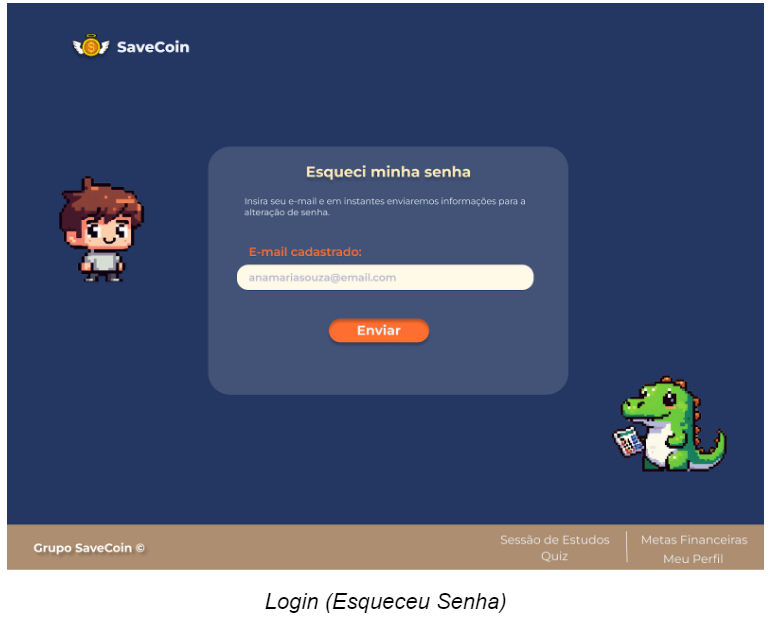 SaveCoin
Esqueci minha senha
Insira seu e-mail e em instantes enviaremos informações para a
alteração de senha.
E-mail cadastrado:
anamariasouza@email.com
Enviar
Grupo SaveCoin ©
Sessão de Estudos
Quiz
Metas Financeiras
Meu Perfil
Login (Esqueceu Senha)